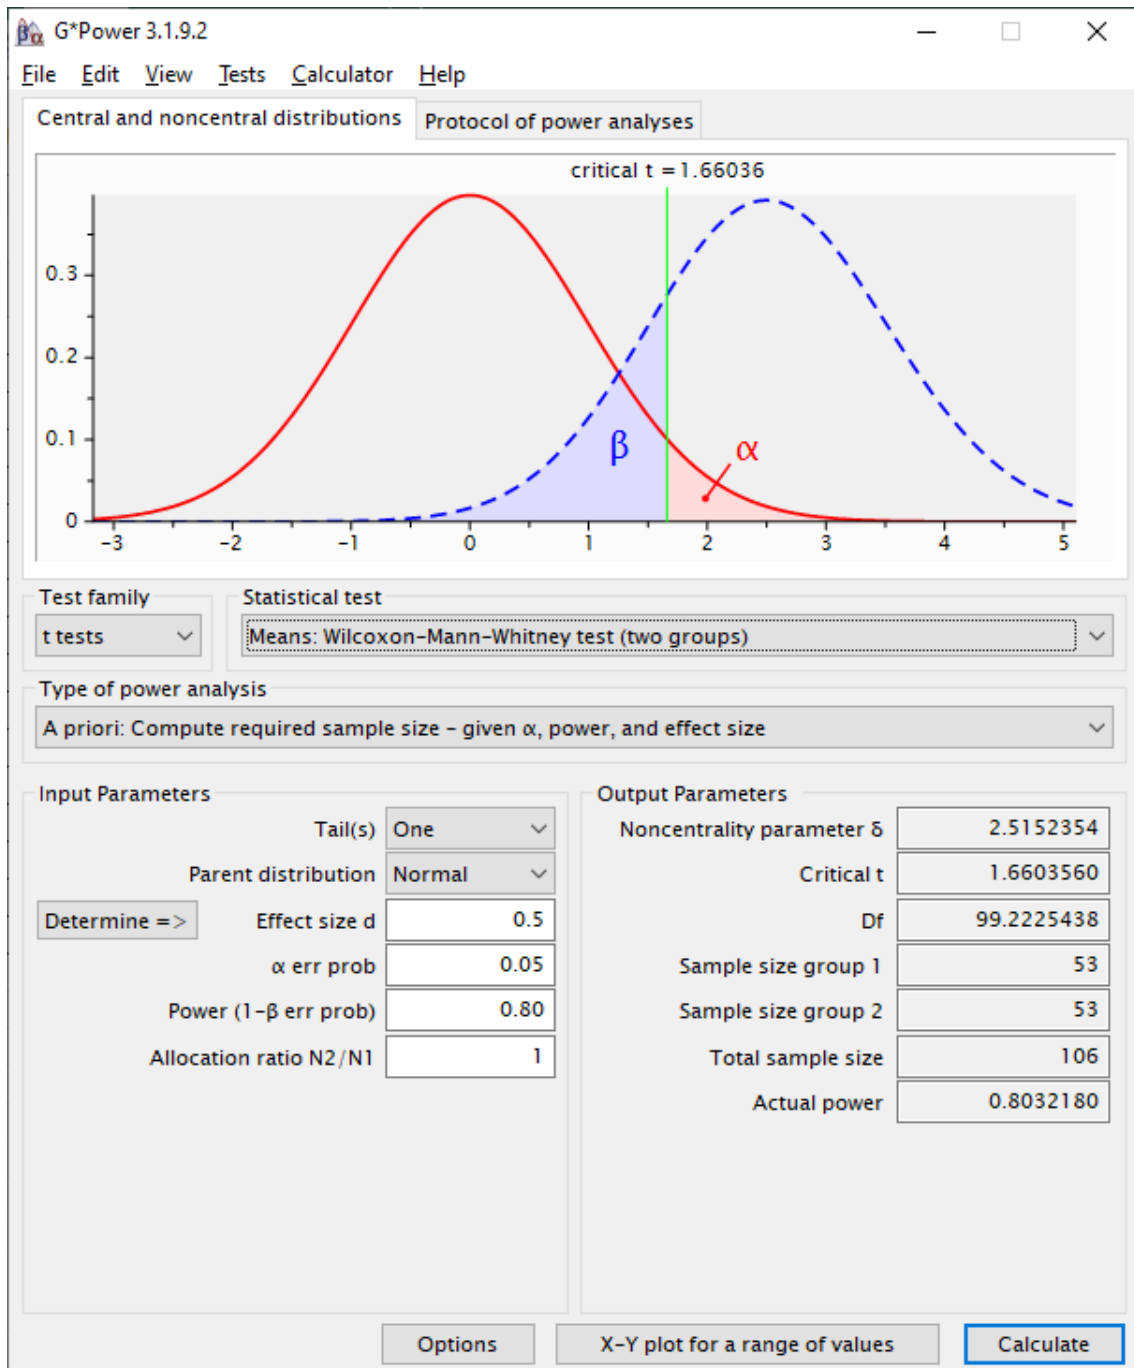 G*Power 3.1.9.2
File Edit View Tests Calculator Help
Central and noncentral distributions Protocol of power analyses
critical t = 1.66036
0.3
0.2
0.1
0
β
α
-3 -2 -1 0 1 2 3 4 5
Test family
t tests
Statistical test
Means: Wilcoxon-Mann-Whitney test (two groups)
Type of power analysis
A priori: Compute required sample size - given α, power, and effect size
Input Parameters
Tail(s) One
Parent distribution Normal
Determine => Effect size d 0.5
α err prob 0.05
Power (1-β err prob) 0.80
Allocation ratio N2/N1 1
Output Parameters
Noncentrality parameter δ 2.5152354
Critical t 1.6603560
Df 99.2225438
Sample size group 1 53
Sample size group 2 53
Total sample size 106
Actual power 0.8032180
Options X-Y plot for a range of values Calculate